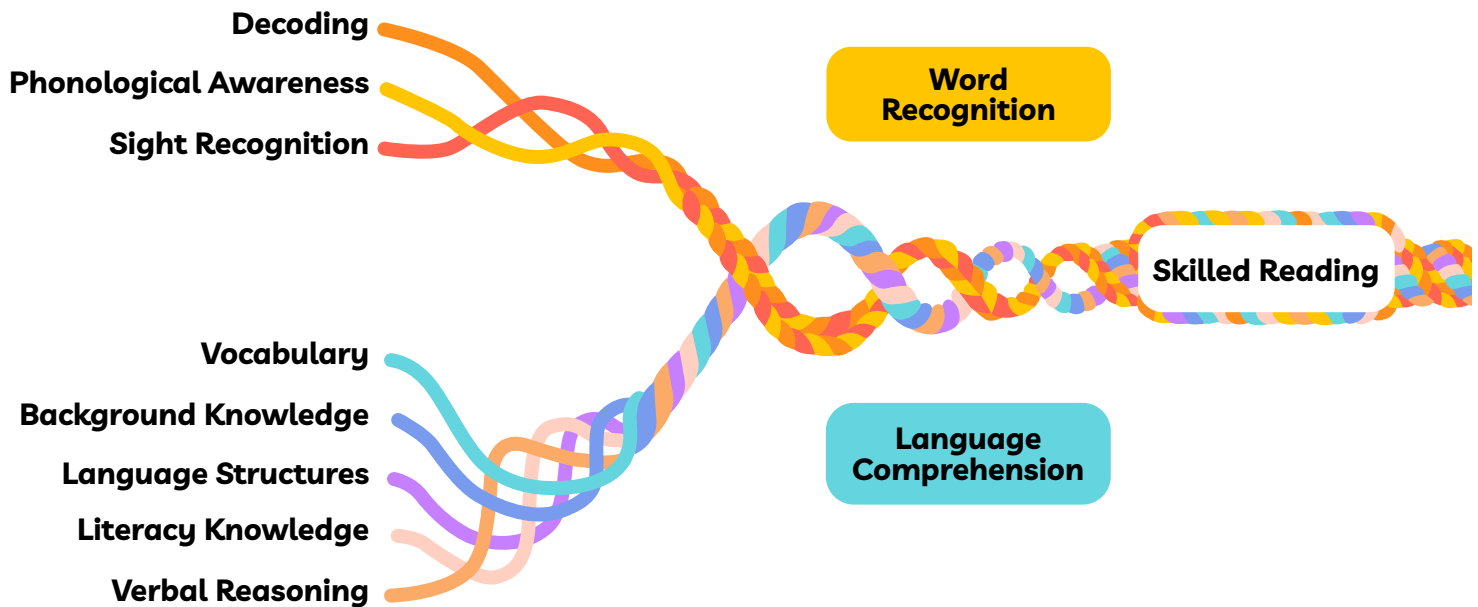 Decoding
Phonological Awareness
Sight Recognition
Word
Recognition
Skilled Reading
Vocabulary
Background Knowledge
Language Structures
Literacy Knowledge
Verbal Reasoning
Language
Comprehension